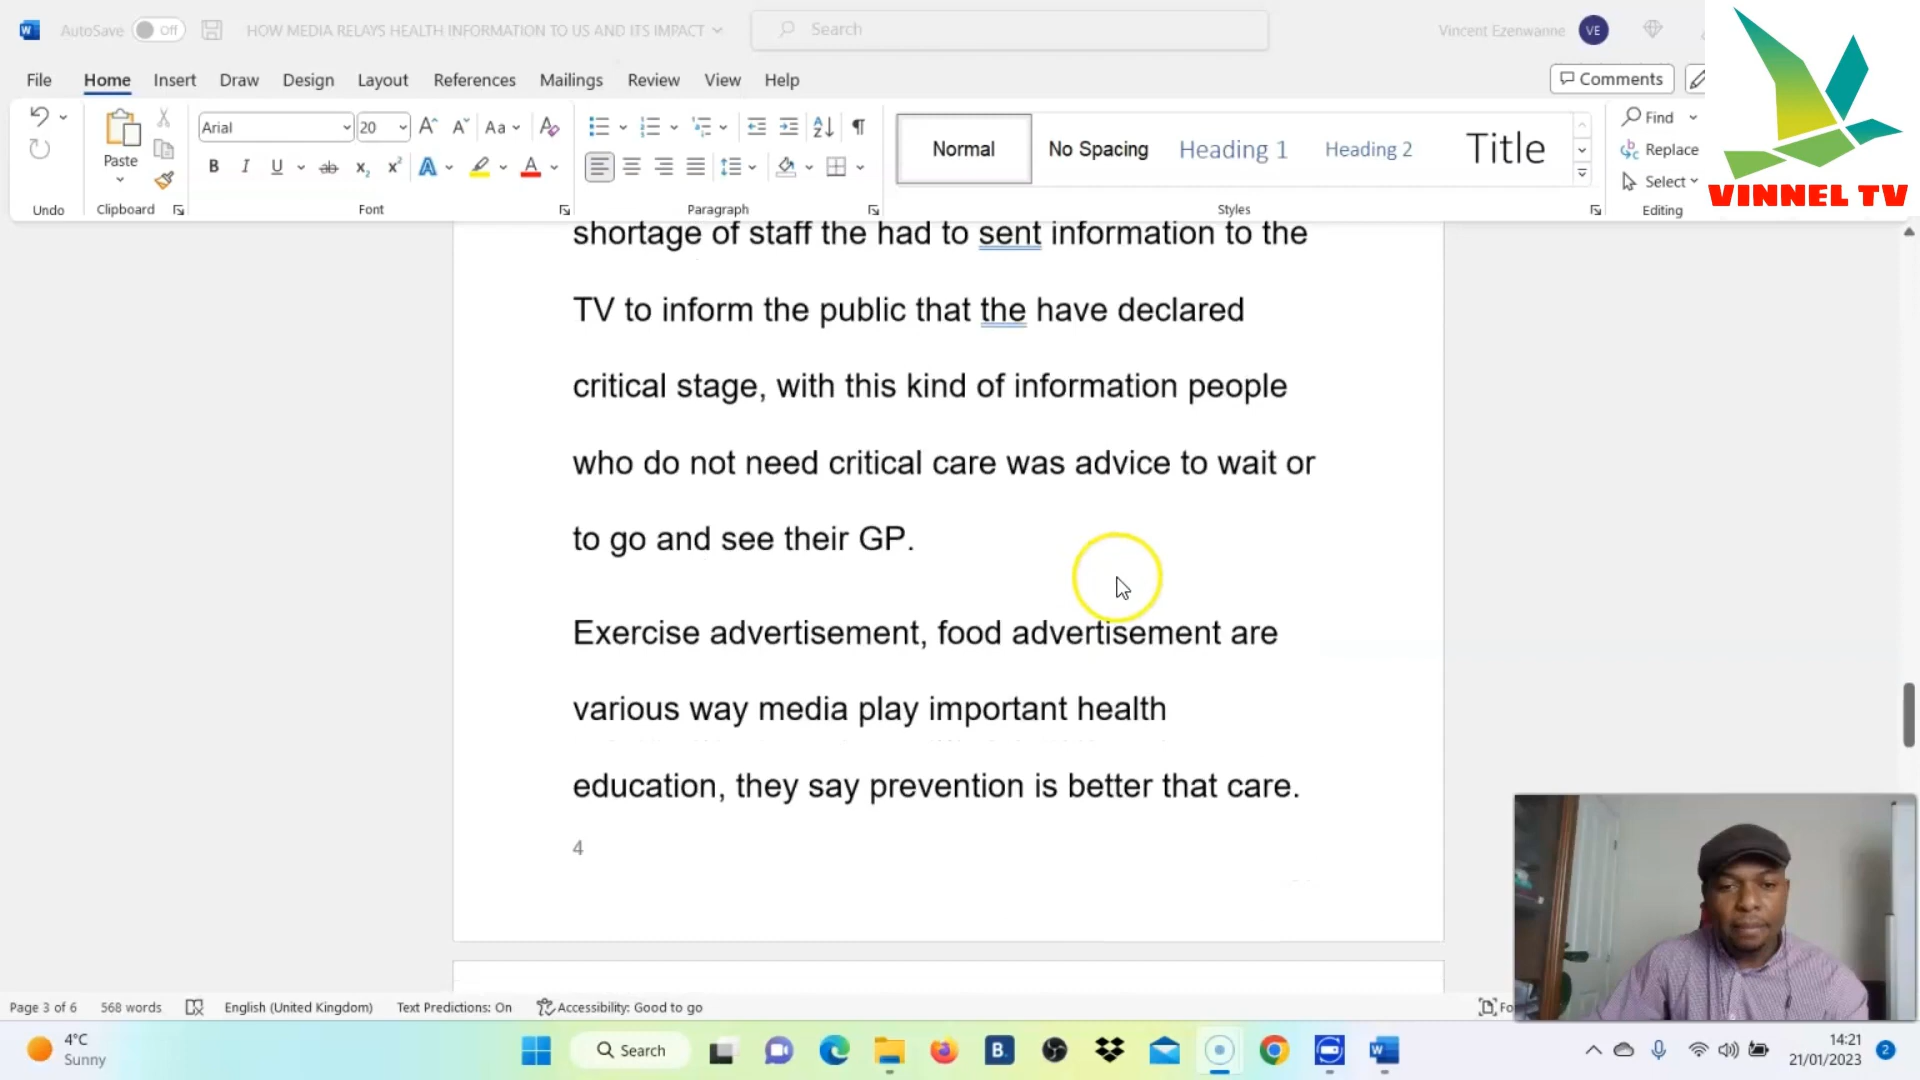 AutoSave Off HOW MEDIA RELAYS HEALTH INFORMATION TO US AND ITS IMPACT Search Vincent Ezenwanne VE
File Home Insert Draw Design Layout References Mailings Review View Help Comments
VINNEL TV
Paste
Arial 20
B I U ab x2 x2 A A
Normal No Spacing Heading 1 Heading 2 Title
Find
Replace
Select
Undo Clipboard Font Paragraph Styles Editing
shortage of staff the had to sent information to the
TV to inform the public that the have declared
critical stage, with this kind of information people
who do not need critical care was advice to wait or
to go and see their GP.
Exercise advertisement, food advertisement are
various way media play important health
education, they say prevention is better that care.
4
Page 3 of 6 568 words English (United Kingdom) Text Predictions: On Accessibility: Good to go Fo
4°C
Sunny
Search
B.
14:21
21/01/2023
2